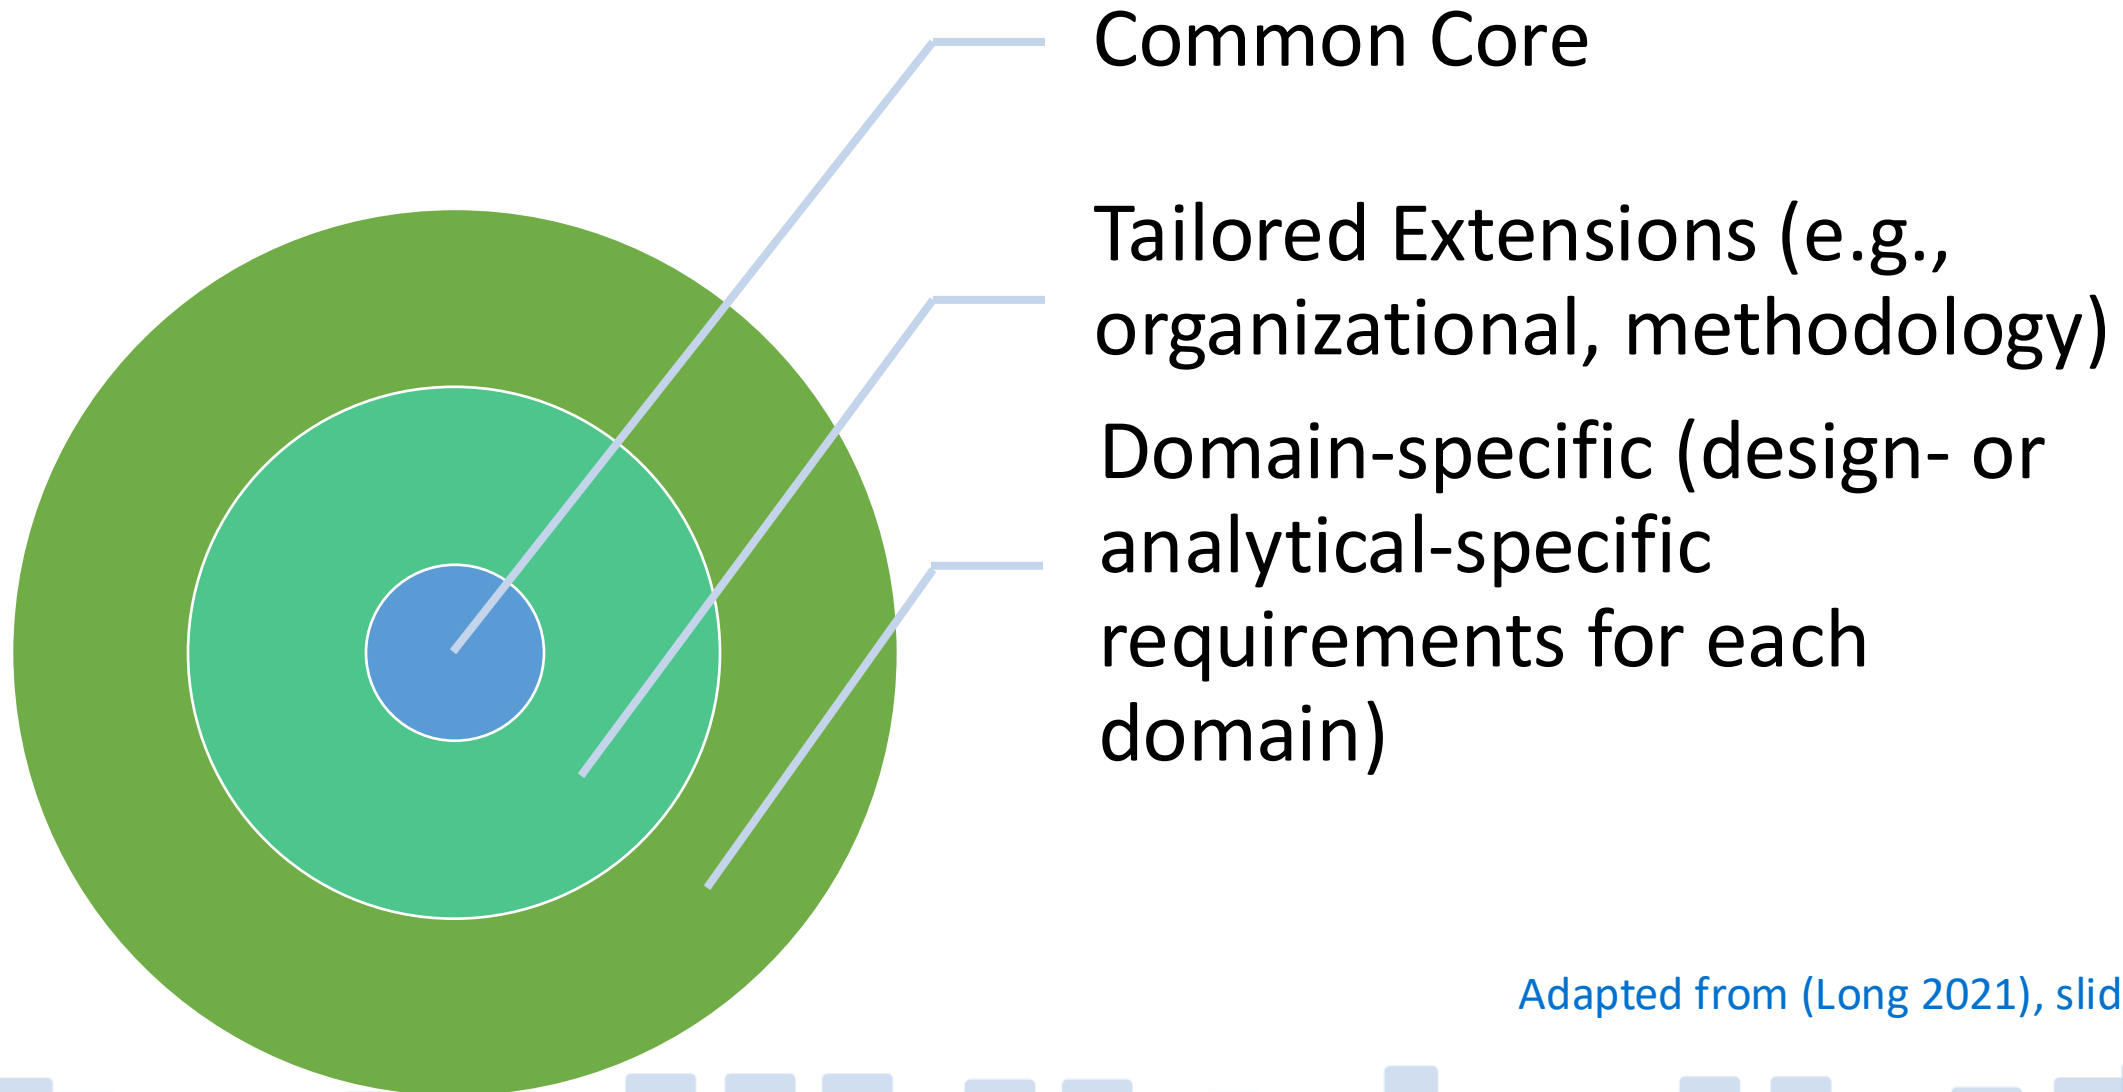 Common Core
Tailored Extensions (e.g.,
organizational, methodology)
Domain-specific (design- or
analytical-specific
requirements for each
domain)
Adapted from (Long 2021), slid